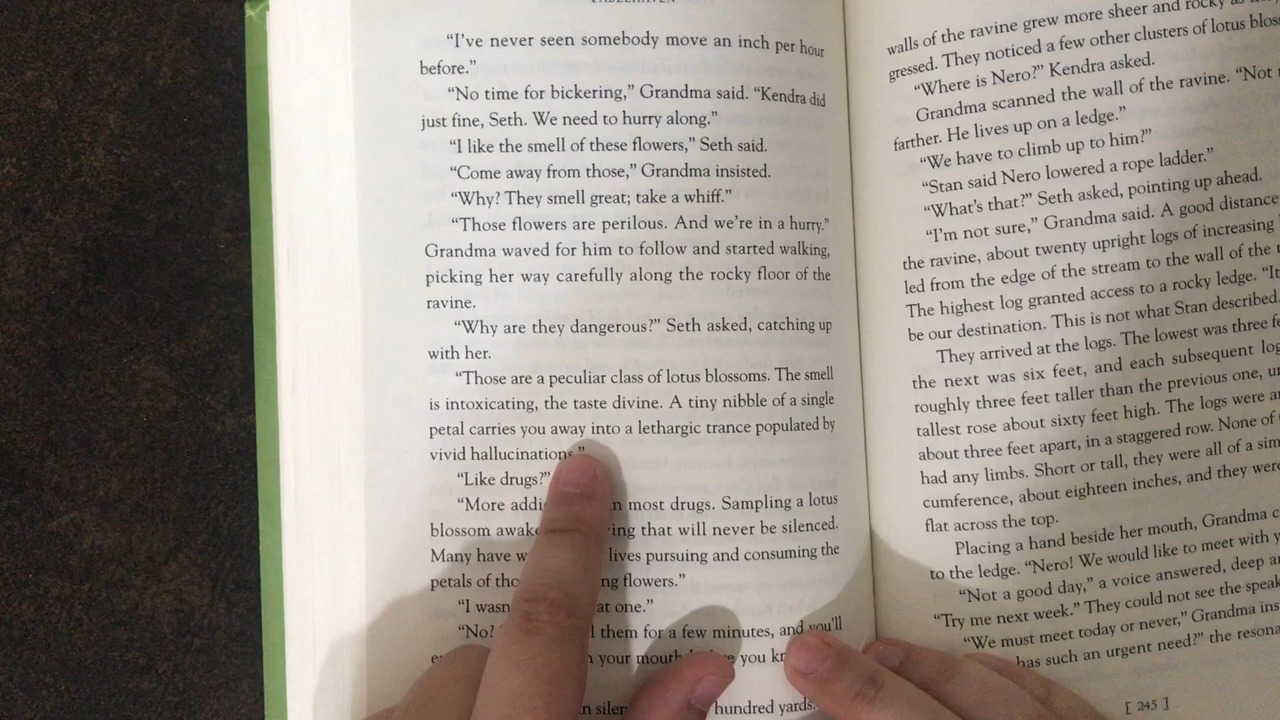 “I’ve never seen somebody move an inch per hour
before.”
“No time for bickering,” Grandma said. “Kendra did
just fine, Seth. We need to hurry along.”
“I like the smell of these flowers,” Seth said.
“Come away from those,” Grandma insisted.
“Why? They smell great; take a whiff.”
“Those flowers are perilous. And we’re in a hurry.”
Grandma waved for him to follow and started walking,
picking her way carefully along the rocky floor of the
ravine.
“Why are they dangerous?” Seth asked, catching up
with her.
“Those are a peculiar class of lotus blossoms. The smell
is intoxicating, the taste divine. A tiny nibble of a single
petal carries you away into a lethargic trance populated by
vivid hallucinations.”
“Like drugs?”
“More most drugs. Sampling a lotus
blossom that will never be silenced.
Many have lives pursuing and consuming the
petals of flowers.”
“I at one.”
“No? them for a few minutes, and you’ll
your mouth you
hundred yards.
walls of the ravine grew more sheer and rocky as
gressed. They noticed a few other clusters of lotus
“Where is Nero?” Kendra asked.
Grandma scanned the wall of the ravine. “Not
farther. He lives up on a ledge.”
“We have to climb up to him?”
“Stan said Nero lowered a rope ladder.”
“What’s that?” Seth asked, pointing up ahead.
“I’m not sure,” Grandma said. A good distance
the ravine, about twenty upright logs of increasing
led from the edge of the stream to the wall of the
The highest log granted access to a rocky ledge.
be our destination. This is not what Stan described.
They arrived at the logs. The lowest was three
the next was six feet, and each subsequent
roughly three feet taller than the previous one,
tallest rose about sixty feet high. The logs were
about three feet apart, in a staggered row. None of
had any limbs. Short or tall, they were all of a
cumference, about eighteen inches, and they were
flat across the top.
Placing a hand beside her mouth, Grandma
to the ledge. “Nero! We would like to meet with
“Not a good day,” a voice answered, deep
“Try me next week.” They could not see the
“We must meet today or never,” Grandma
has such an urgent need?” the
[ 245 ]